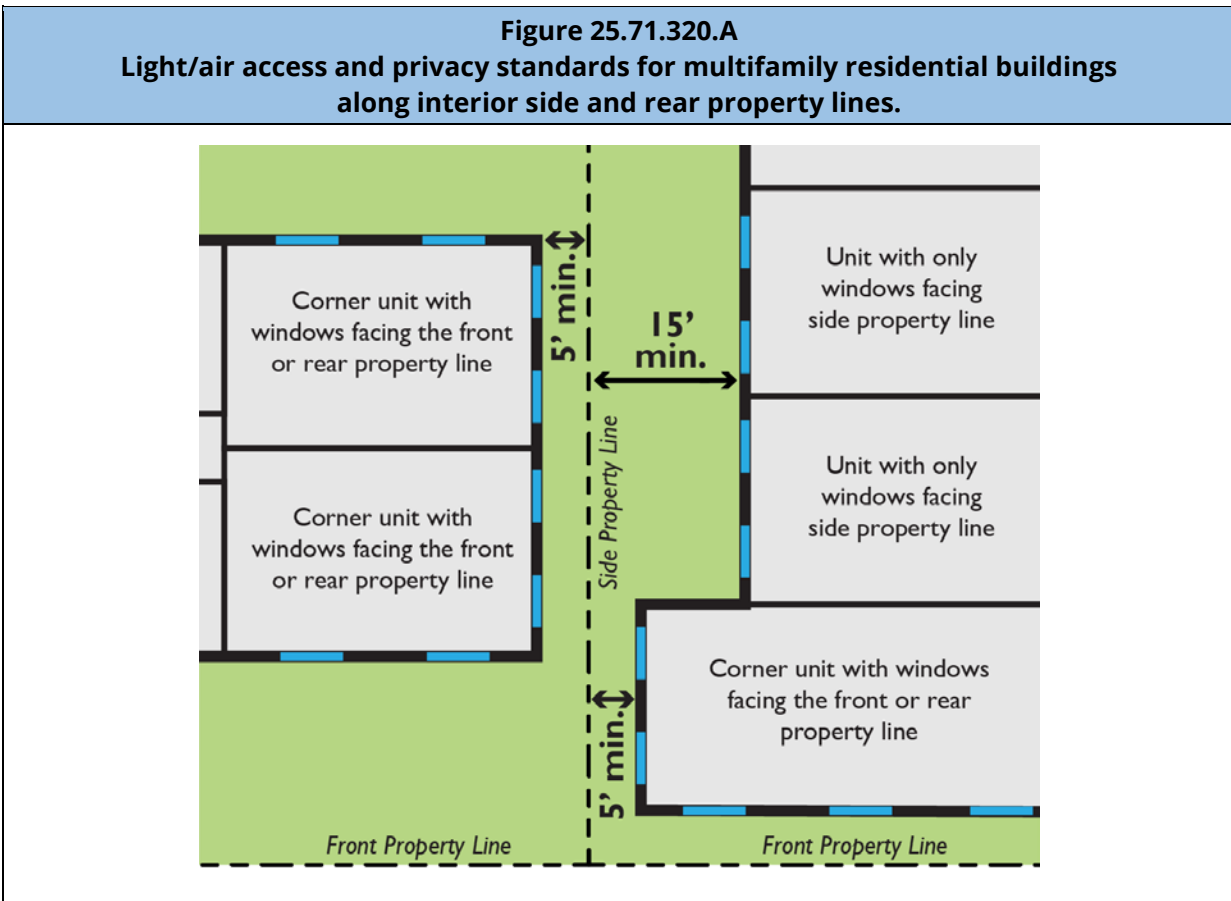 Figure 25.71.320.A
Light/air access and privacy standards for multifamily residential buildings
along interior side and rear property lines.
Corner unit with
windows facing the front
or rear property line
Corner unit with
windows facing the front
or rear property line
5' min.
Side Property Line
15'
min.
5' min.
Unit with only
windows facing
side property line
Unit with only
windows facing
side property line
Corner unit with windows
facing the front or rear
property line
Front Property Line
Front Property Line